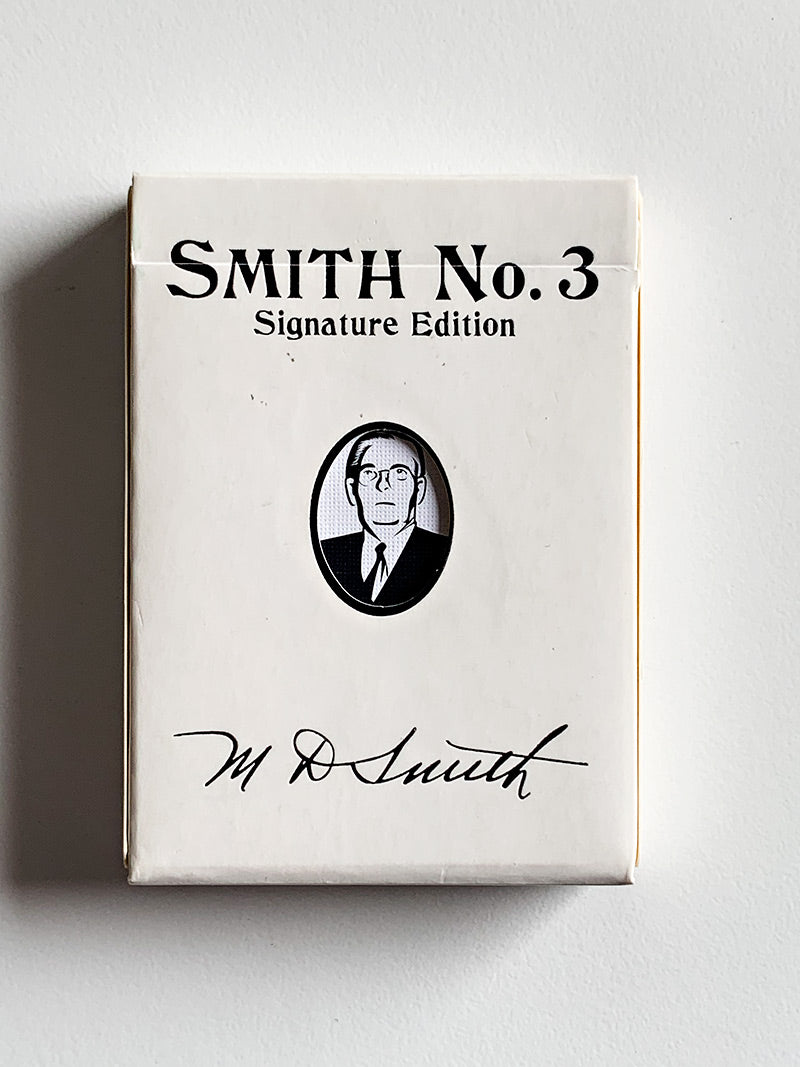 SMITH No. 3
Signature Edition
M D Smith